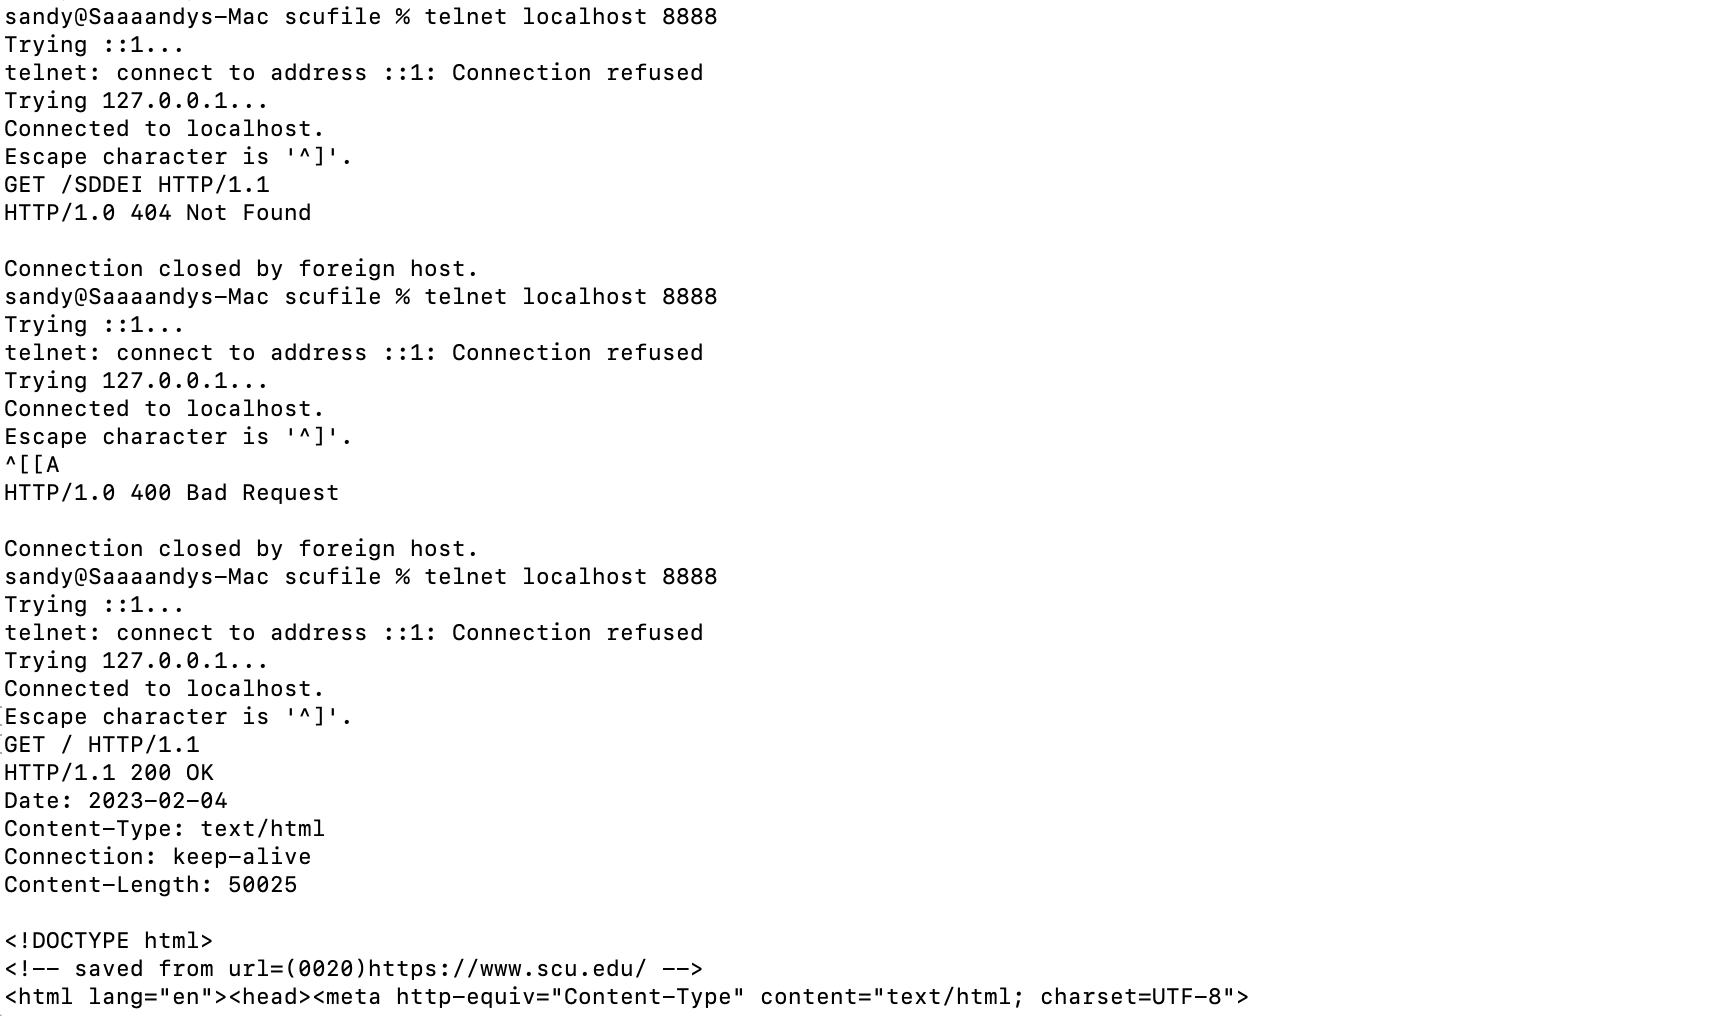 sandy@Saaaandys-Mac scufile % telnet localhost 8888
Trying ::1...
telnet: connect to address ::1: Connection refused
Trying 127.0.0.1...
Connected to localhost.
Escape character is '^]'.
GET /SDDEI HTTP/1.1
HTTP/1.0 404 Not Found

Connection closed by foreign host.
sandy@Saaaandys-Mac scufile % telnet localhost 8888
Trying ::1...
telnet: connect to address ::1: Connection refused
Trying 127.0.0.1...
Connected to localhost.
Escape character is '^]'.
^[[A
HTTP/1.0 400 Bad Request

Connection closed by foreign host.
sandy@Saaaandys-Mac scufile % telnet localhost 8888
Trying ::1...
telnet: connect to address ::1: Connection refused
Trying 127.0.0.1...
Connected to localhost.
Escape character is '^]'.
GET / HTTP/1.1
HTTP/1.1 200 OK
Date: 2023-02-04
Content-Type: text/html
Connection: keep-alive
Content-Length: 50025

<!DOCTYPE html>
<!-- saved from url=(0020)https://www.scu.edu/ -->
<html lang="en"><head><meta http-equiv="Content-Type" content="text/html; charset=UTF-8">